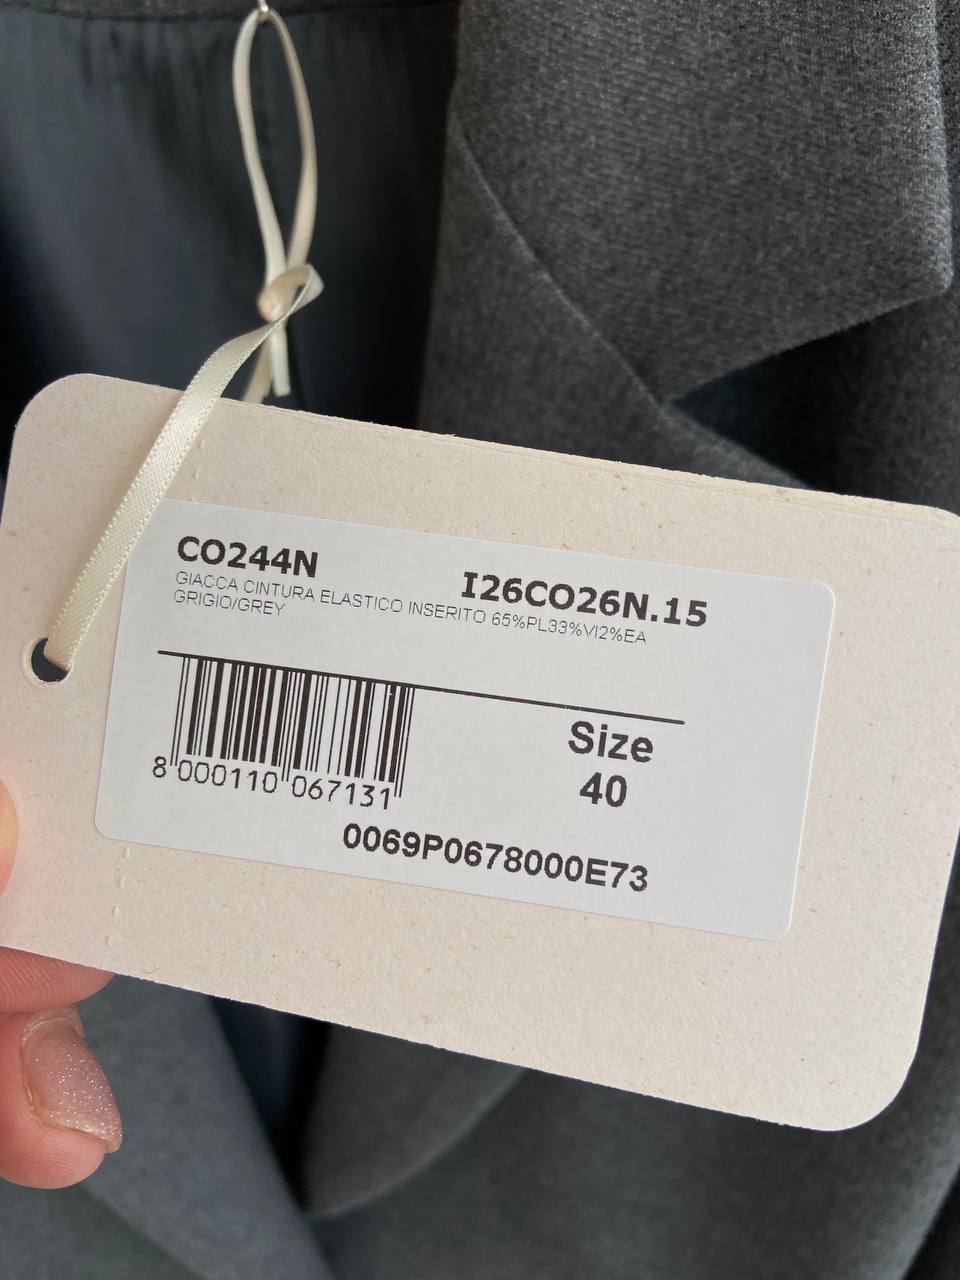 CO244N I26CO26N.15
GIACCA CINTURA ELASTICO INSERITO 65%PL33%VI2%EA
GRIGIO/GREY
Size
40
8 000110 067131
0069P0678000E73